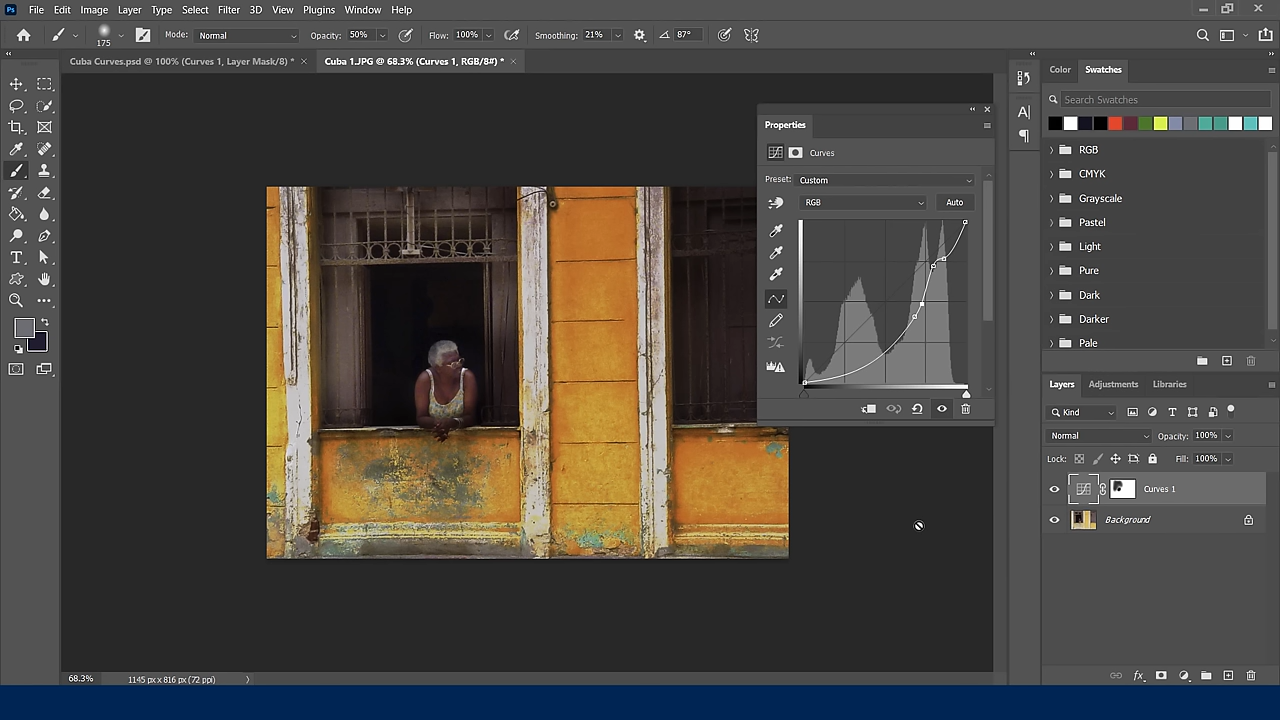 Ps File Edit Image Layer Type Select Filter 3D View Plugins Window Help
175 Mode: Normal Opacity: 50% Flow: 100% Smoothing: 21% 87°
Cuba Curves.psd @ 100% (Curves 1, Layer Mask/8) * × Cuba 1.JPG @ 68.3% (Curves 1, RGB/8#) * ×
Properties
Curves
Preset: Custom
RGB Auto
Color Swatches
Search Swatches
RGB
CMYK
Grayscale
Pastel
Light
Pure
Dark
Darker
Pale
Layers Adjustments Libraries
Kind
Normal Opacity: 100%
Lock: Fill: 100%
Curves 1
Background
fx
68.3% 1145 px x 816 px (72 ppi)